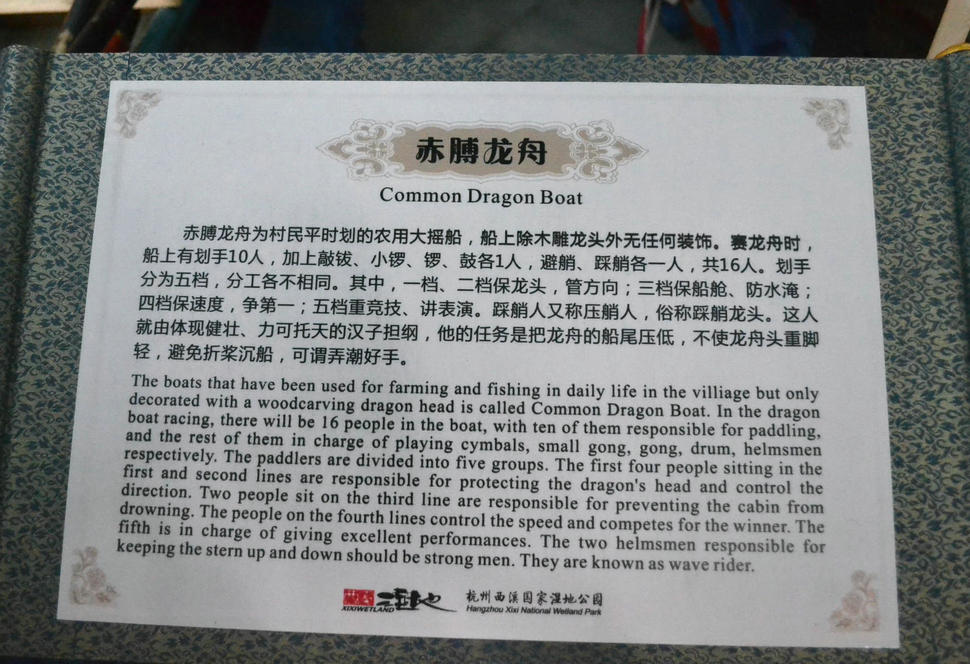 赤膊龙舟
Common Dragon Boat
赤膊龙舟为村民平时划的农用大摇船，船上除木雕龙头外无任何装饰。赛龙舟时，
船上有划手10人，加上敲钹、小锣、锣、鼓各1人，避艄、踩艄各一人，共16人。划手
分为五档，分工各不相同。其中，一档、二档保龙头，管方向；三档保船舱、防水淹；
四档保速度，争第一；五档重竞技、讲表演。踩艄人又称压艄人，俗称踩艄龙头。这人
就由体现健壮、力可托天的汉子担纲，他的任务是把龙舟的船尾压低，不使龙舟头重脚
轻，避免折桨沉船，可谓弄潮好手。
The boats that have been used for farming and fishing in daily life in the villiage but only
decorated with a woodcarving dragon head is called Common Dragon Boat. In the dragon
boat racing, there will be 16 people in the boat, with ten of them responsible for paddling,
and the rest of them in charge of playing cymbals, small gong, gong, drum, helmsmen
respectively. The paddlers are divided into five groups. The first four people sitting in the
first and second lines are responsible for protecting the dragon's head and control the
direction. Two people sit on the third line are responsible for preventing the cabin from
drowning. The people on the fourth lines control the speed and competes for the winner. The
fifth is in charge of giving excellent performances. The two helmsmen responsible for
keeping the stern up and down should be strong men. They are known as wave rider.
XIXIWETLAND
杭州西溪国家湿地公园
Hangzhou Xixi National Wetland Park